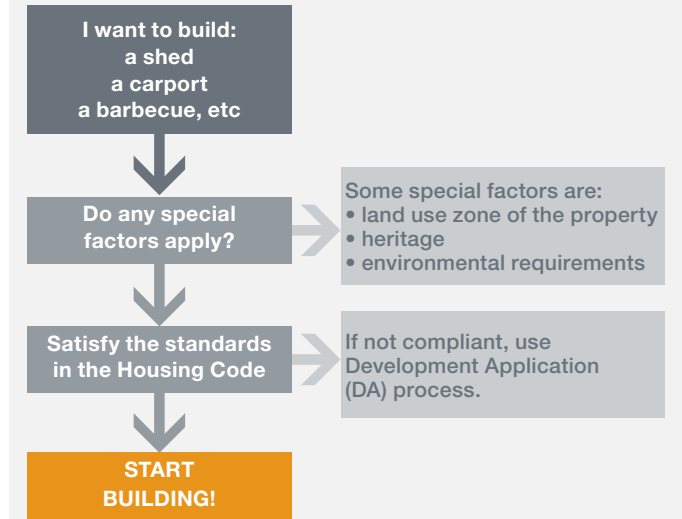 I want to build:
a shed
a carport
a barbecue, etc
Do any special
factors apply?
Some special factors are:
• land use zone of the property
• heritage
• environmental requirements
Satisfy the standards
in the Housing Code
If not compliant, use
Development Application
(DA) process.
START
BUILDING!